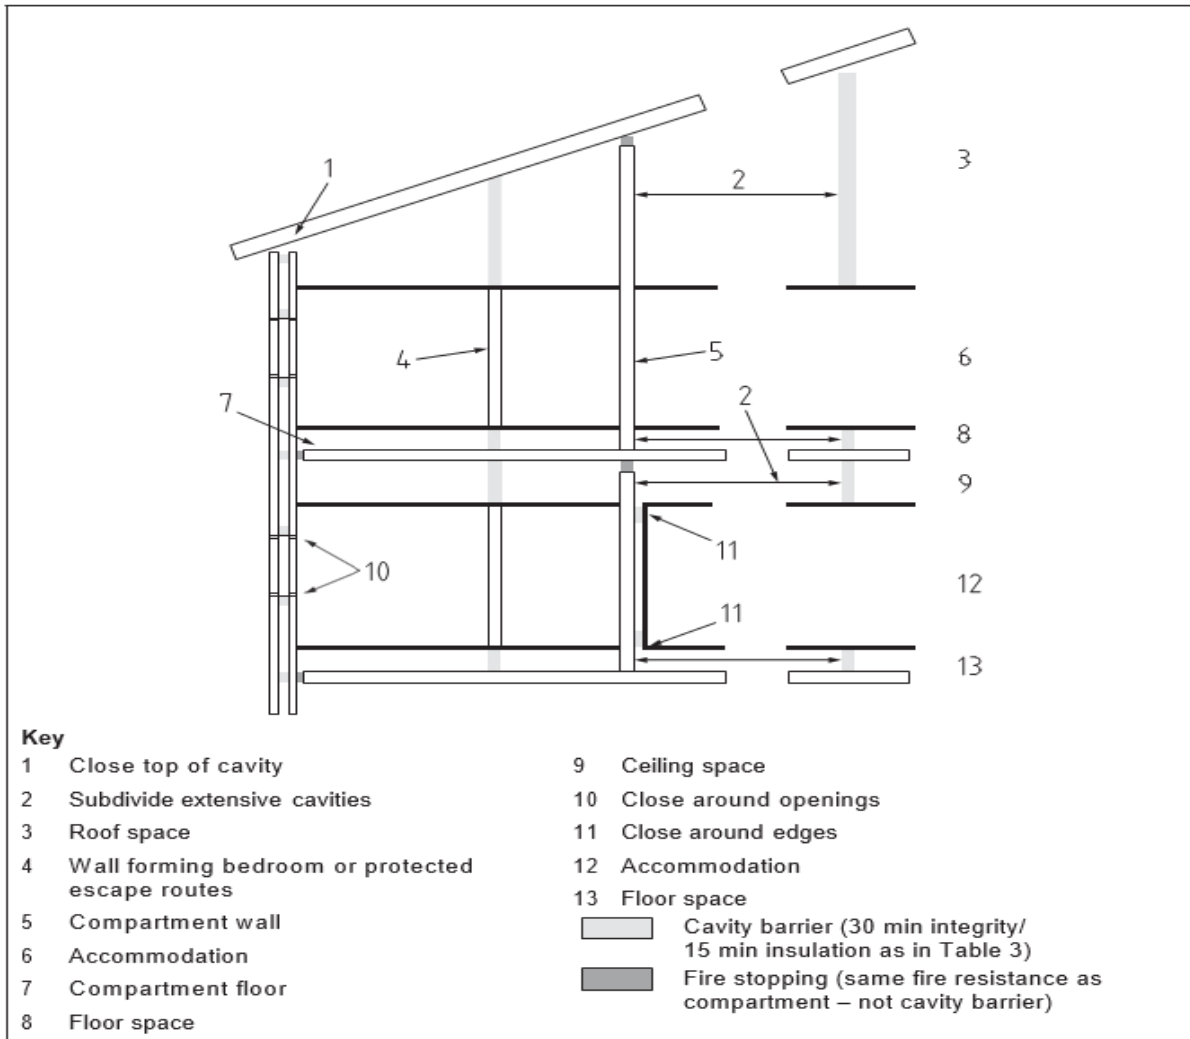 1
2
3
4
5
6
2
7
8
9
11
10
12
11
13
Key
1 Close top of cavity
2 Subdivide extensive cavities
3 Roof space
4 Wall forming bedroom or protected
escape routes
5 Compartment wall
6 Accommodation
7 Compartment floor
8 Floor space
9 Ceiling space
10 Close around openings
11 Close around edges
12 Accommodation
13 Floor space
Cavity barrier (30 min integrity/
15 min insulation as in Table 3)
Fire stopping (same fire resistance as
compartment – not cavity barrier)